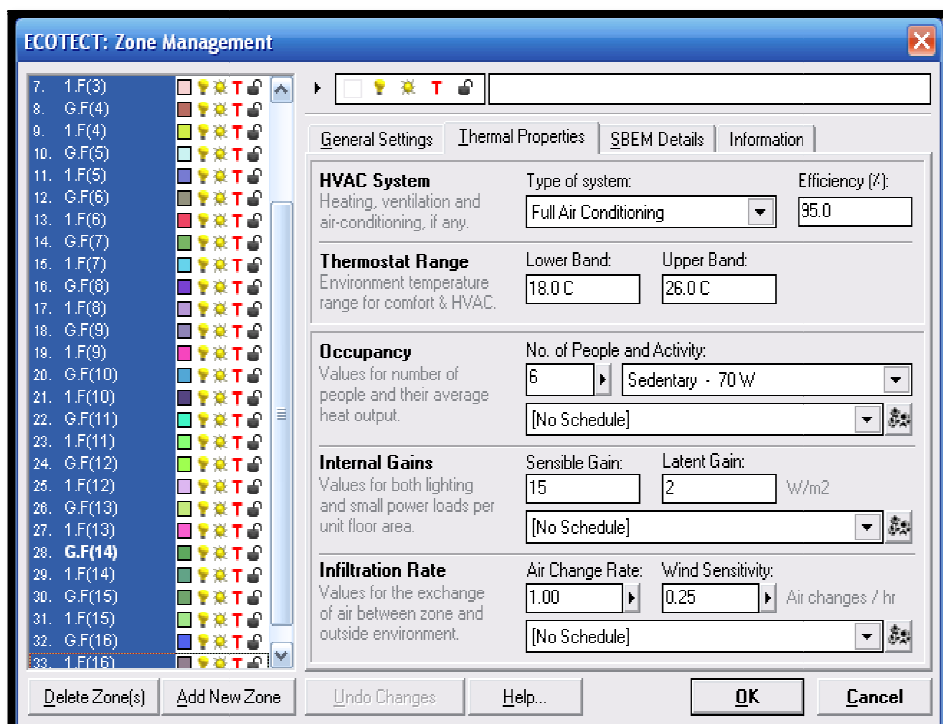 ECOTECT: Zone Management
7. 1.F(3) T
8. G.F(4) T
9. 1.F(4) T
10. G.F(5) T
11. 1.F(5) T
12. G.F(6) T
13. 1.F(6) T
14. G.F(7) T
15. 1.F(7) T
16. G.F(8) T
17. 1.F(8) T
18. G.F(9) T
19. 1.F(9) T
20. G.F(10) T
21. 1.F(10) T
22. G.F(11) T
23. 1.F(11) T
24. G.F(12) T
25. 1.F(12) T
26. G.F(13) T
27. 1.F(13) T
28. G.F(14) T
29. 1.F(14) T
30. G.F(15) T
31. 1.F(15) T
32. G.F(16) T
33. 1.F(16) T
Delete Zone(s) Add New Zone
T
General Settings Thermal Properties SBEM Details Information
HVAC System
Heating, ventilation and
air-conditioning, if any.
Type of system: Efficiency (%):
Full Air Conditioning 95.0
Thermostat Range
Environment temperature
range for comfort & HVAC.
Lower Band: Upper Band:
18.0 C 26.0 C
Occupancy
Values for number of
people and their average
heat output.
No. of People and Activity:
6 Sedentary - 70 W
[No Schedule]
Internal Gains
Values for both lighting
and small power loads per
unit floor area.
Sensible Gain: Latent Gain:
15 2 W/m2
[No Schedule]
Infiltration Rate
Values for the exchange
of air between zone and
outside environment.
Air Change Rate: Wind Sensitivity:
1.00 0.25 Air changes / hr
[No Schedule]
Undo Changes Help... OK Cancel